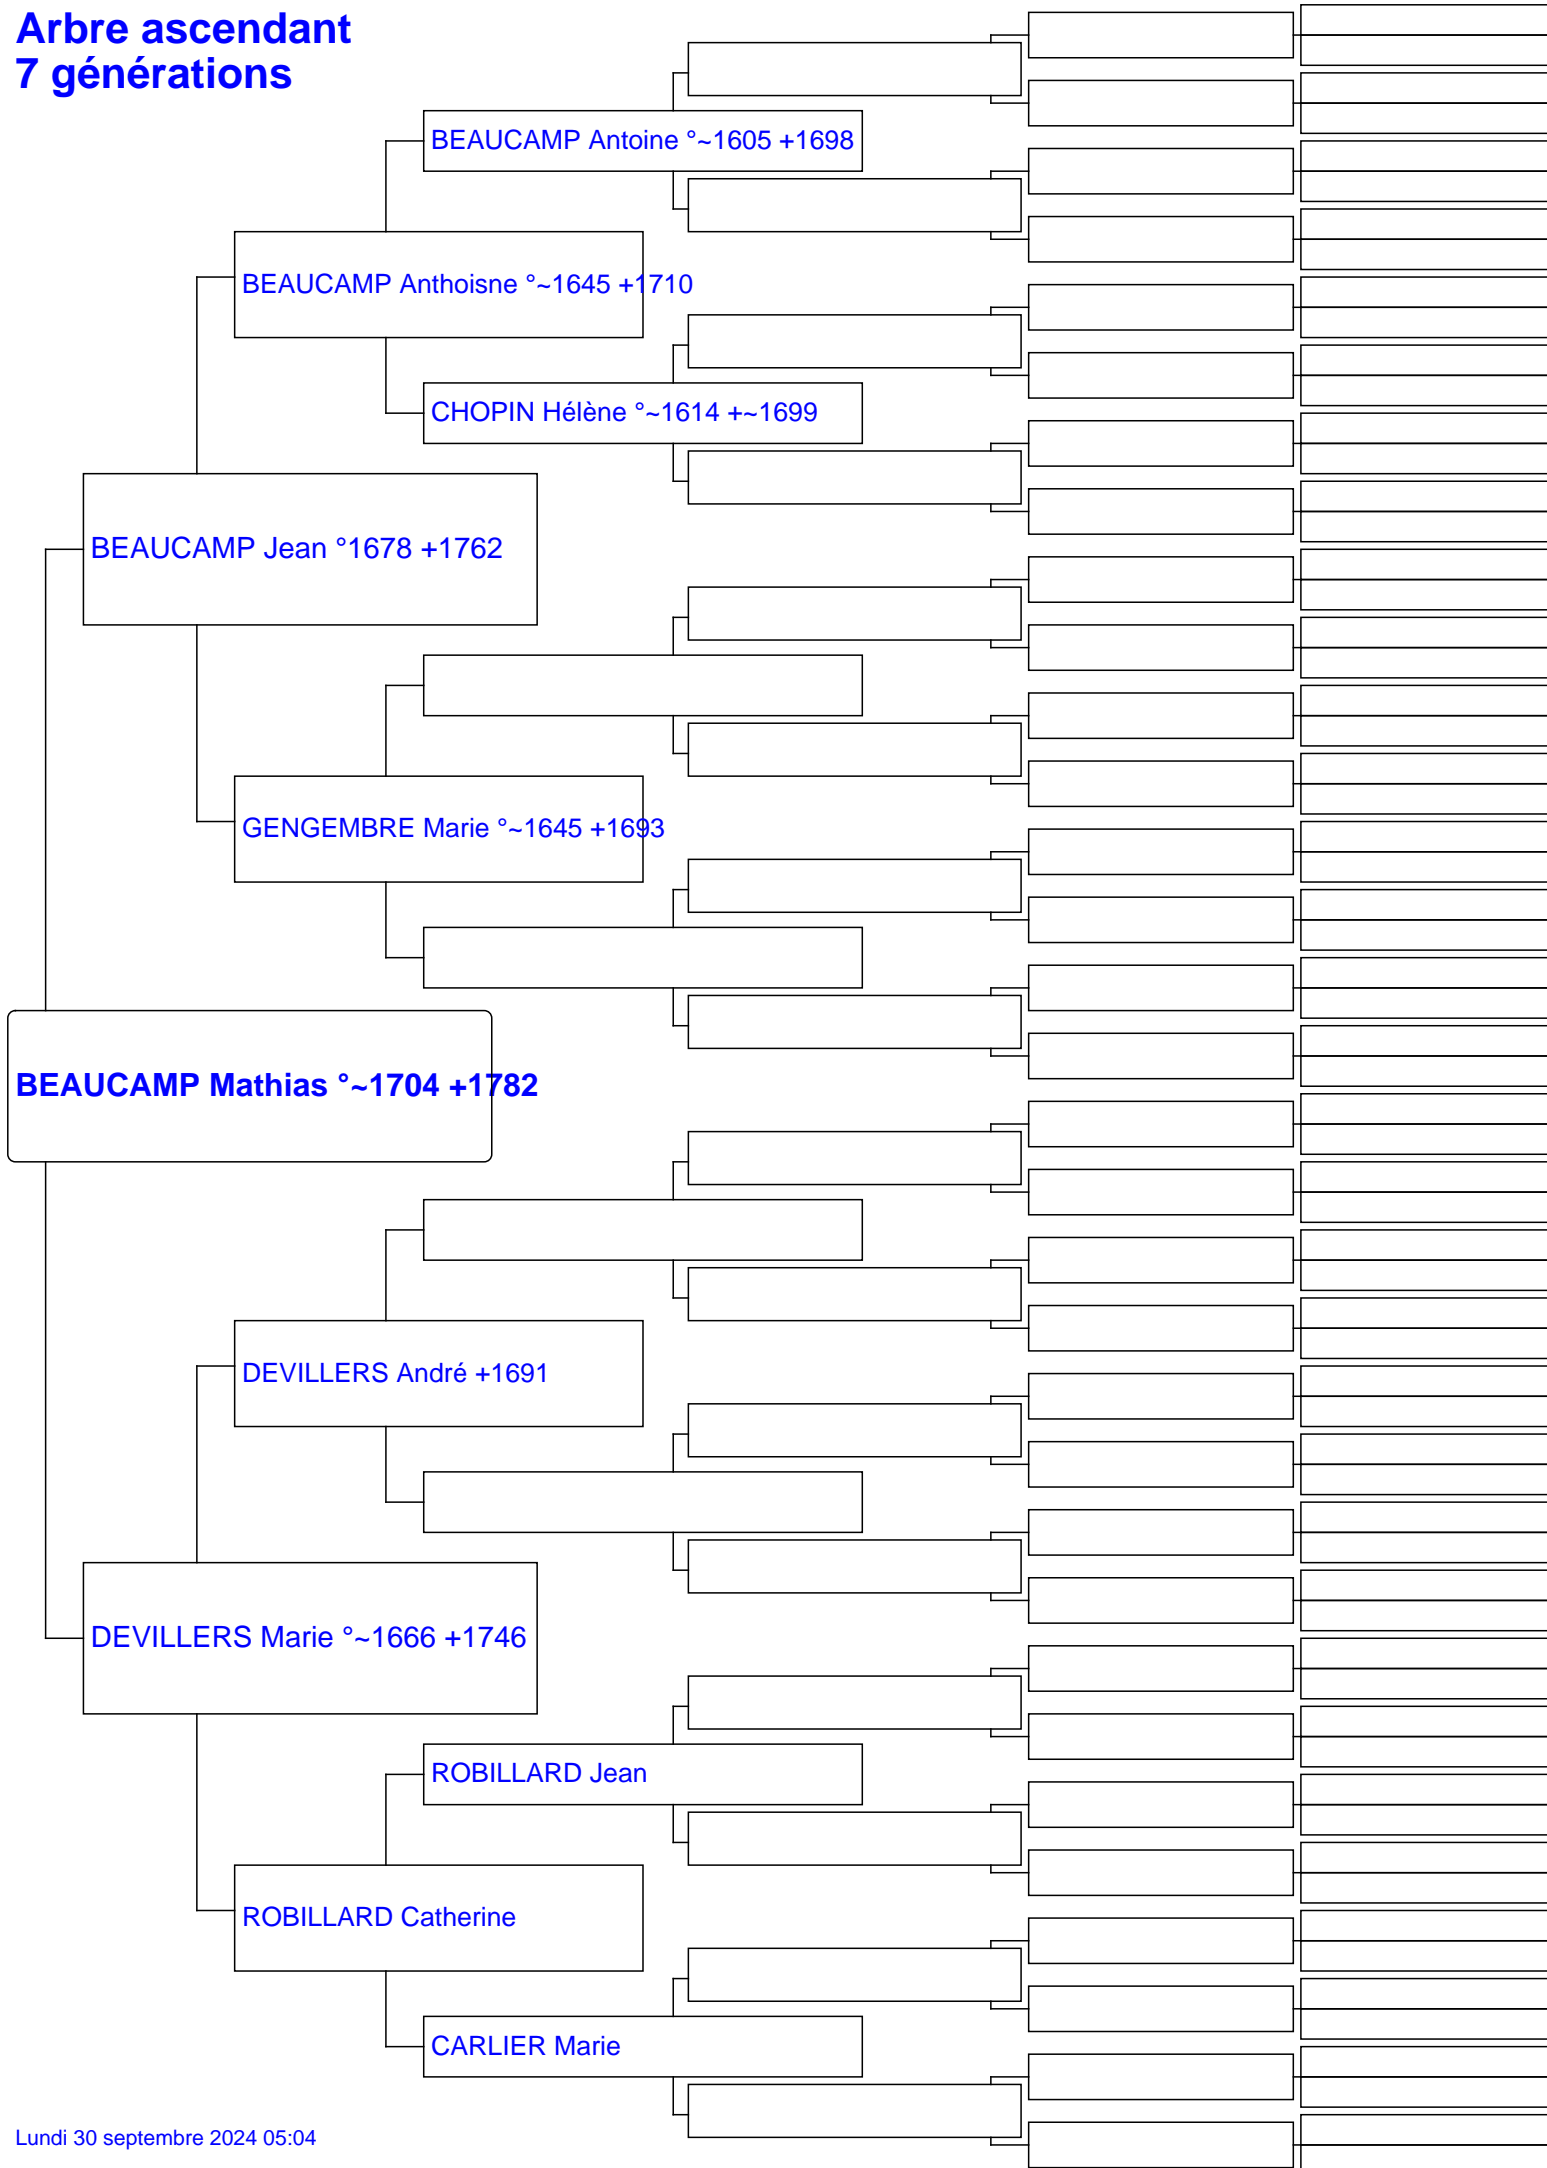 Arbre ascendant
7 générations
BEAUCAMP Antoine °~1605 +1698
BEAUCAMP Anthoisne °~1645 +1710
CHOPIN Hélène °~1614 +~1699
BEAUCAMP Jean °1678 +1762
GENGEMBRE Marie °~1645 +1693
BEAUCAMP Mathias °~1704 +1782
DEVILLERS André +1691
DEVILLERS Marie °~1666 +1746
ROBILLARD Jean
ROBILLARD Catherine
CARLIER Marie
Lundi 30 septembre 2024 05:04